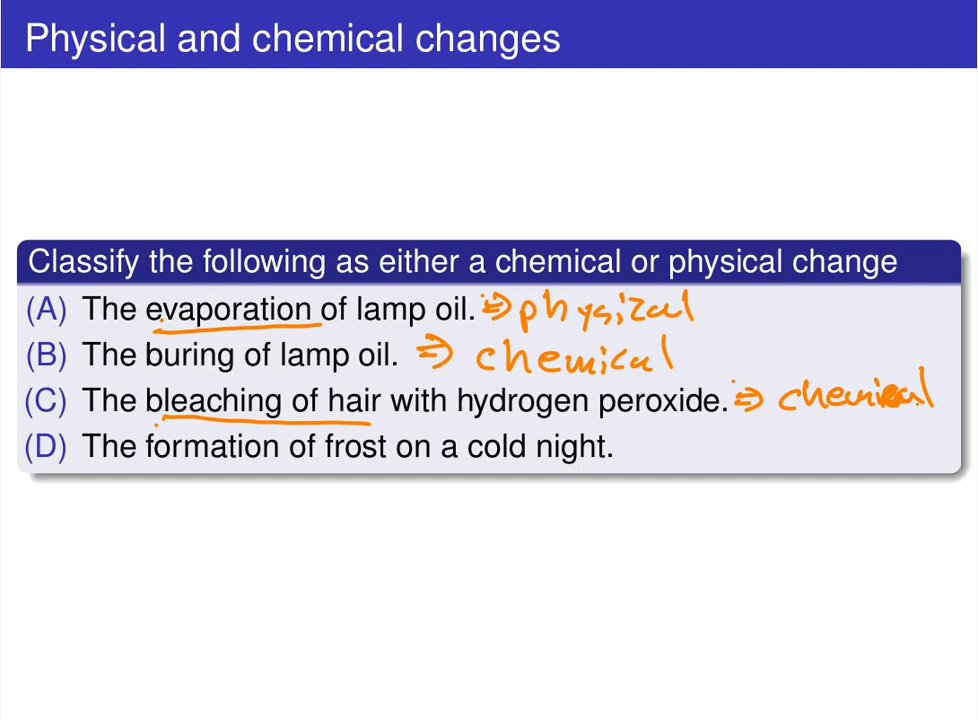 Physical and chemical changes
Classify the following as either a chemical or physical change
(A) The evaporation of lamp oil. ⇒ physical
(B) The buring of lamp oil. ⇒ chemical
(C) The bleaching of hair with hydrogen peroxide. ⇒ chemical
(D) The formation of frost on a cold night.